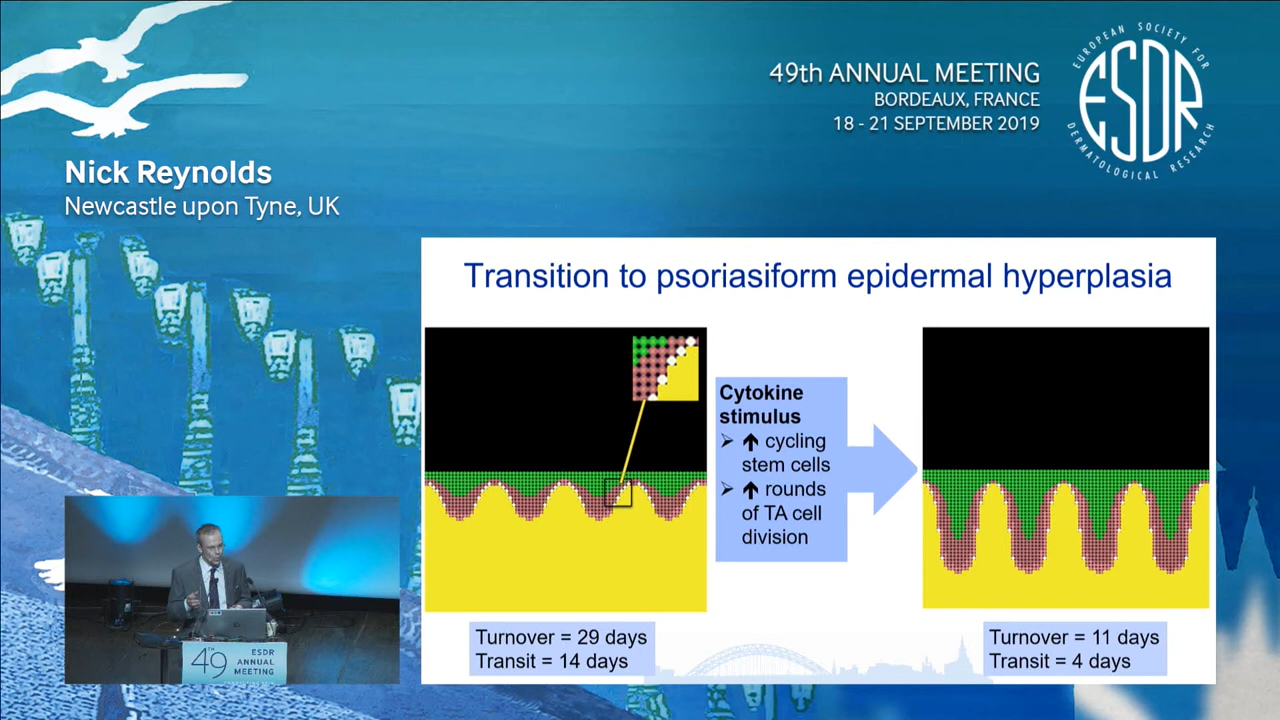 49th ANNUAL MEETING
BORDEAUX, FRANCE
18 - 21 SEPTEMBER 2019
EUROPEAN SOCIETY FOR
ESDR
DERMATOLOGICAL RESEARCH
Nick Reynolds
Newcastle upon Tyne, UK
Transition to psoriasiform epidermal hyperplasia
Cytokine
stimulus
➢ 🡹 cycling
stem cells
➢ 🡹 rounds
of TA cell
division
Turnover = 29 days
Transit = 14 days
Turnover = 11 days
Transit = 4 days
49TH
ESDR
ANNUAL
MEETING